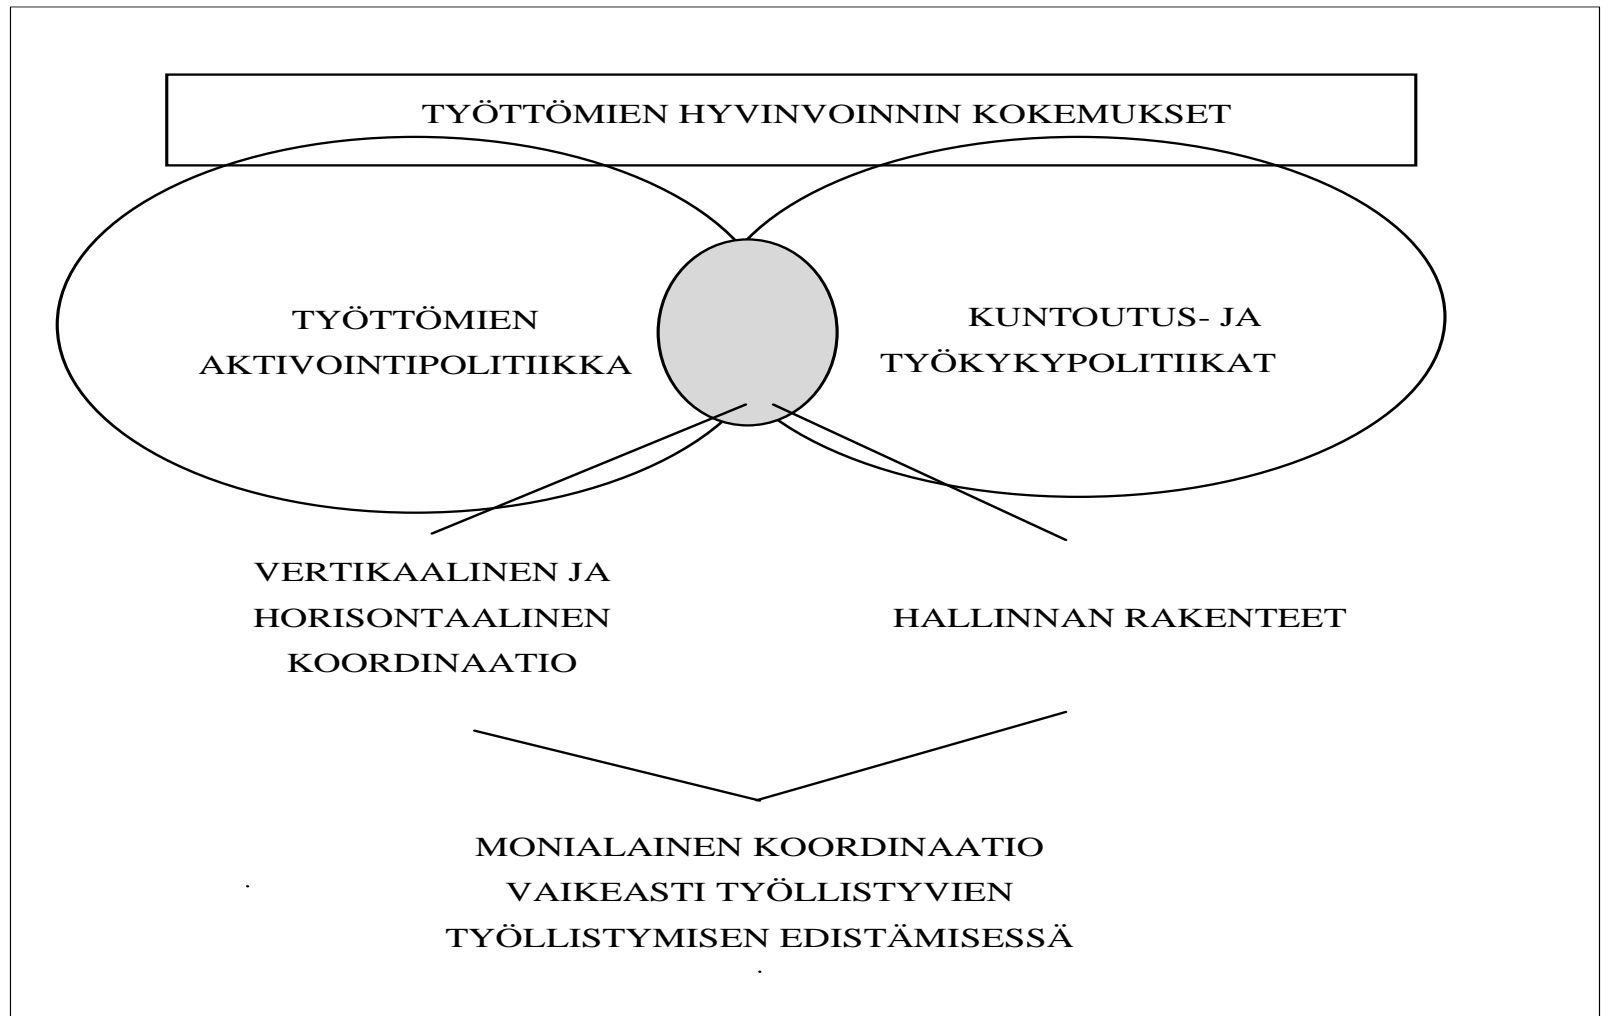 TYÖTTÖMIEN HYVINVOINNIN KOKEMUKSET
TYÖTTÖMIEN
AKTIVOINTIPOLITIIKKA
KUNTOUTUS- JA
TYÖKYKYPOLITIIKAT
VERTIKAALINEN JA
HORISONTAALINEN
KOORDINAATIO
HALLINNAN RAKENTEET
MONIALAINEN KOORDINAATIO
VAIKEASTI TYÖLLISTYVIEN
TYÖLLISTYMISEN EDISTÄMISESSÄ